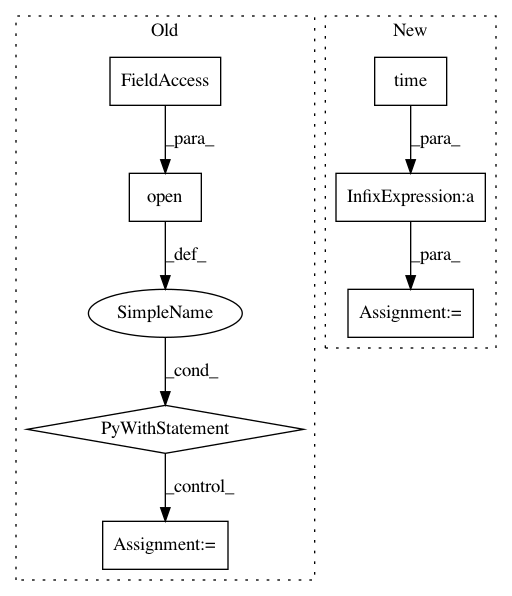 Old
FieldAccess
_para_
open
_def_
SimpleName
_cond_
PyWithStatement
_control_
Assignment:=
New
time
_para_
InfixExpression:a
_para_
Assignment:=